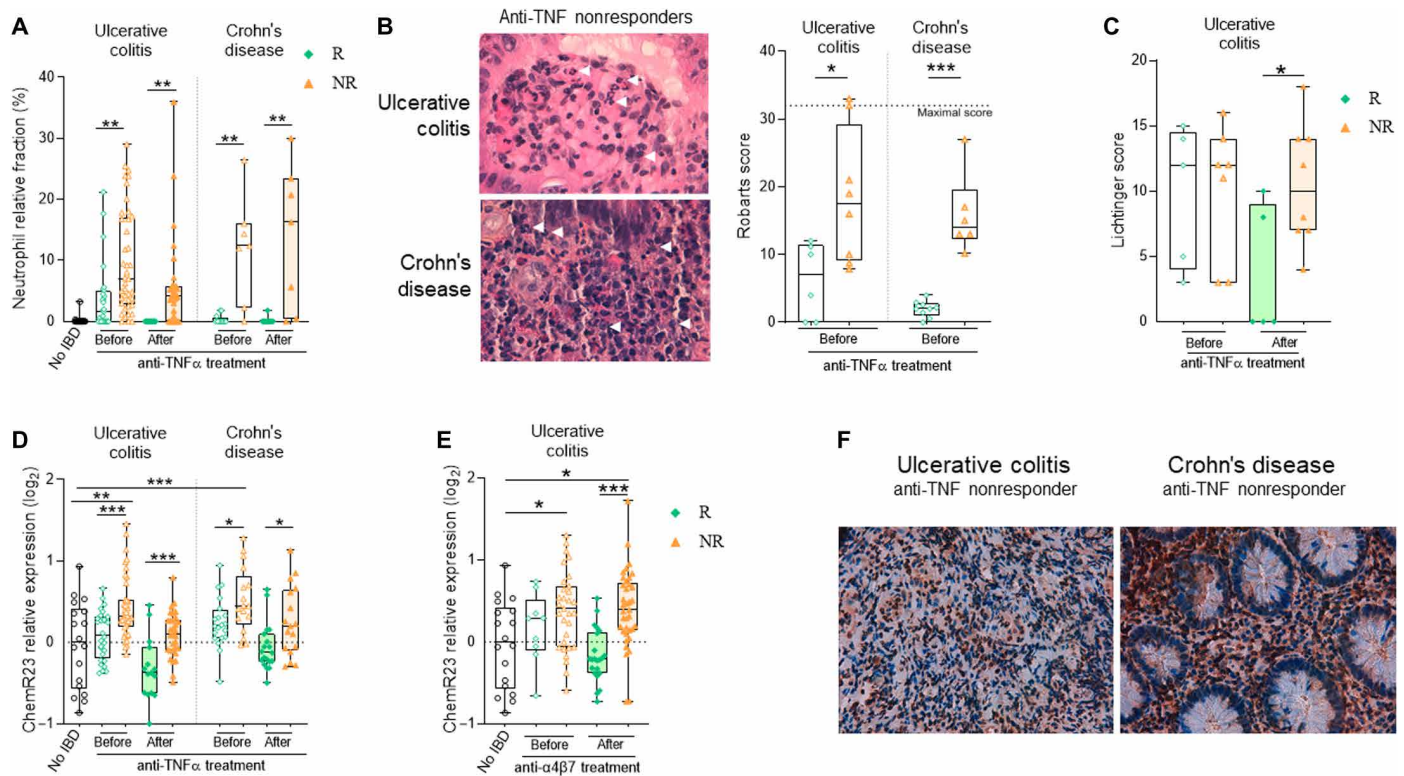 A
Ulcerative
colitis
Crohn's
disease
R
NR
Neutrophil relative fraction (%)
40
30
20
10
0
**
**
**
**
No IBD
Before
After
Before
After
anti-TNFα treatment
B
Anti-TNF nonresponders
Ulcerative
colitis
Crohn's
disease
Ulcerative
colitis
Crohn's
disease
Robarts score
40
30
20
10
0
*
***
Maximal score
Before
Before
anti-TNFα treatment
C
Ulcerative
colitis
Lichtinger score
20
15
10
5
0
*
R
NR
Before
After
anti-TNFα treatment
D
Ulcerative
colitis
Crohn's
disease
ChemR23 relative expression (log2)
2
1
0
−1
***
**
***
***
*
*
No IBD
Before
After
Before
After
anti-TNFα treatment
E
Ulcerative
colitis
ChemR23 relative expression (log2)
2
1
0
−1
*
***
*
R
NR
No IBD
Before
After
anti-α4β7 treatment
F
Ulcerative colitis
anti-TNF nonresponder
Crohn's disease
anti-TNF nonresponder